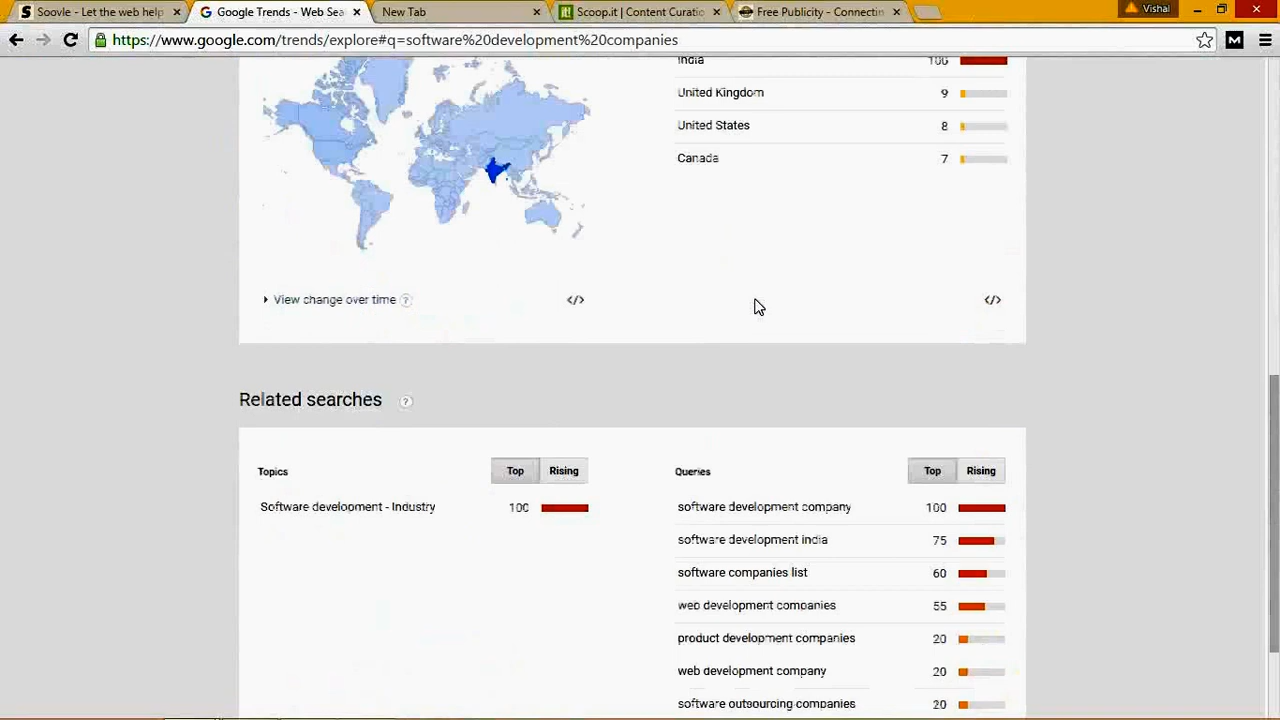 Soovle - Let the web help
Google Trends - Web Sea
New Tab
Scoop.it | Content Curatio
Free Publicity - Connectin
Vishal
https://www.google.com/trends/explore#q=software%20development%20companies
India 100
United Kingdom 9
United States 8
Canada 7
View change over time ?
</>
</>
Related searches ?
Topics Top Rising
Software development - Industry 100
Queries Top Rising
software development company 100
software development india 75
software companies list 60
web development companies 55
product development companies 20
web development company 20
software outsourcing companies 20